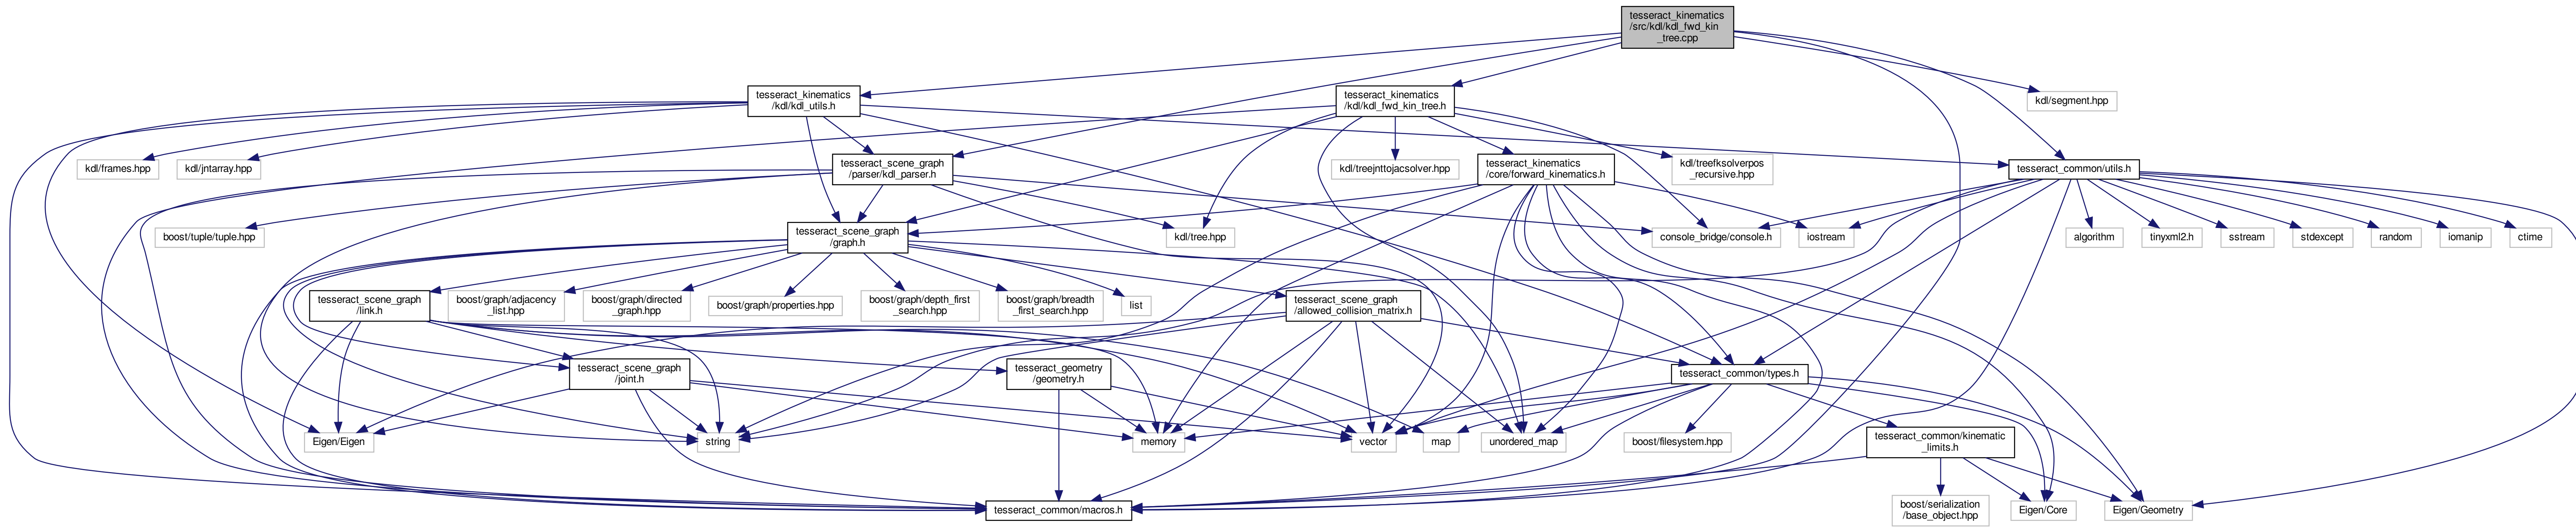 tesseract_kinematics
/src/kdl/kdl_fwd_kin
_tree.cpp
tesseract_kinematics
/kdl/kdl_utils.h
tesseract_kinematics
/kdl/kdl_fwd_kin_tree.h
kdl/segment.hpp
kdl/frames.hpp
kdl/jntarray.hpp
tesseract_scene_graph
/parser/kdl_parser.h
kdl/treejnttojacsolver.hpp
tesseract_kinematics
/core/forward_kinematics.h
kdl/treefksolverpos
_recursive.hpp
tesseract_common/utils.h
boost/tuple/tuple.hpp
tesseract_scene_graph
/graph.h
kdl/tree.hpp
console_bridge/console.h
iostream
algorithm
tinyxml2.h
sstream
stdexcept
random
iomanip
ctime
tesseract_scene_graph
/link.h
boost/graph/adjacency
_list.hpp
boost/graph/directed
_graph.hpp
boost/graph/properties.hpp
boost/graph/depth_first
_search.hpp
boost/graph/breadth
_first_search.hpp
list
tesseract_scene_graph
/allowed_collision_matrix.h
tesseract_scene_graph
/joint.h
tesseract_geometry
/geometry.h
tesseract_common/types.h
Eigen/Eigen
string
memory
vector
map
unordered_map
boost/filesystem.hpp
tesseract_common/kinematic
_limits.h
tesseract_common/macros.h
boost/serialization
/base_object.hpp
Eigen/Core
Eigen/Geometry